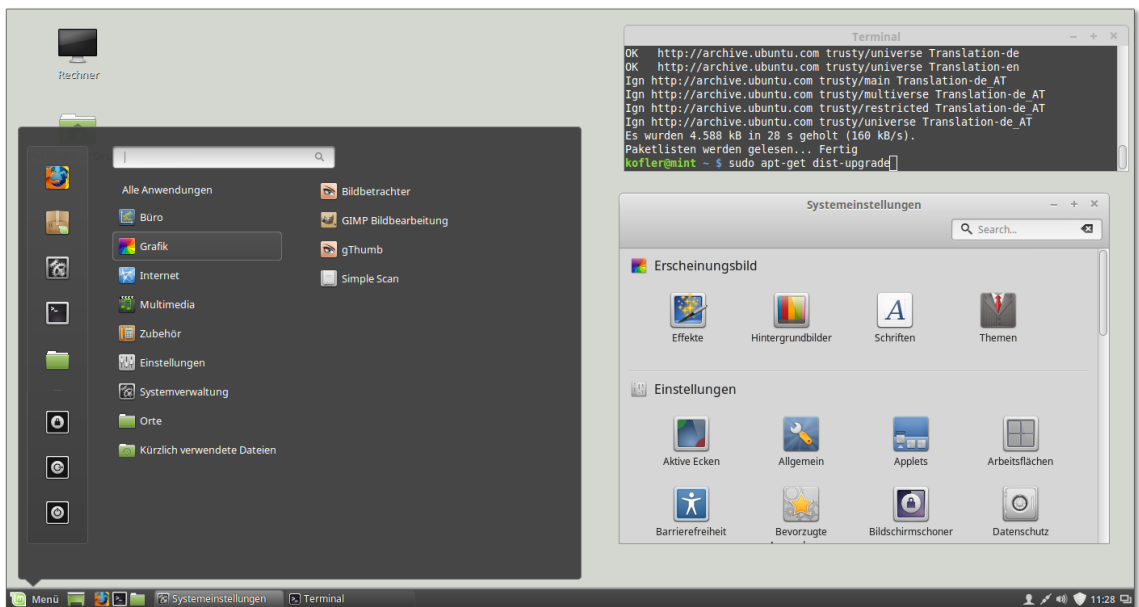 Rechner
Alle Anwendungen
Büro
Grafik
Internet
Multimedia
Zubehör
Einstellungen
Systemverwaltung
Orte
Kürzlich verwendete Dateien
Bildbetrachter
GIMP Bildbearbeitung
gThumb
Simple Scan
Terminal
OK   http://archive.ubuntu.com trusty/universe Translation-de
OK   http://archive.ubuntu.com trusty/universe Translation-en
Ign http://archive.ubuntu.com trusty/main Translation-de_AT
Ign http://archive.ubuntu.com trusty/multiverse Translation-de_AT
Ign http://archive.ubuntu.com trusty/restricted Translation-de_AT
Ign http://archive.ubuntu.com trusty/universe Translation-de_AT
Es wurden 4.588 kB in 28 s geholt (160 kB/s).
Paketlisten werden gelesen... Fertig
kofler@mint ~ $ sudo apt-get dist-upgrade
Systemeinstellungen
Search...
Erscheinungsbild
Effekte
Hintergrundbilder
Schriften
Themen
Einstellungen
Aktive Ecken
Allgemein
Applets
Arbeitsflächen
Barrierefreiheit
Bevorzugte
Bildschirmschoner
Datenschutz
Menü
Systemeinstellungen
Terminal
11:28